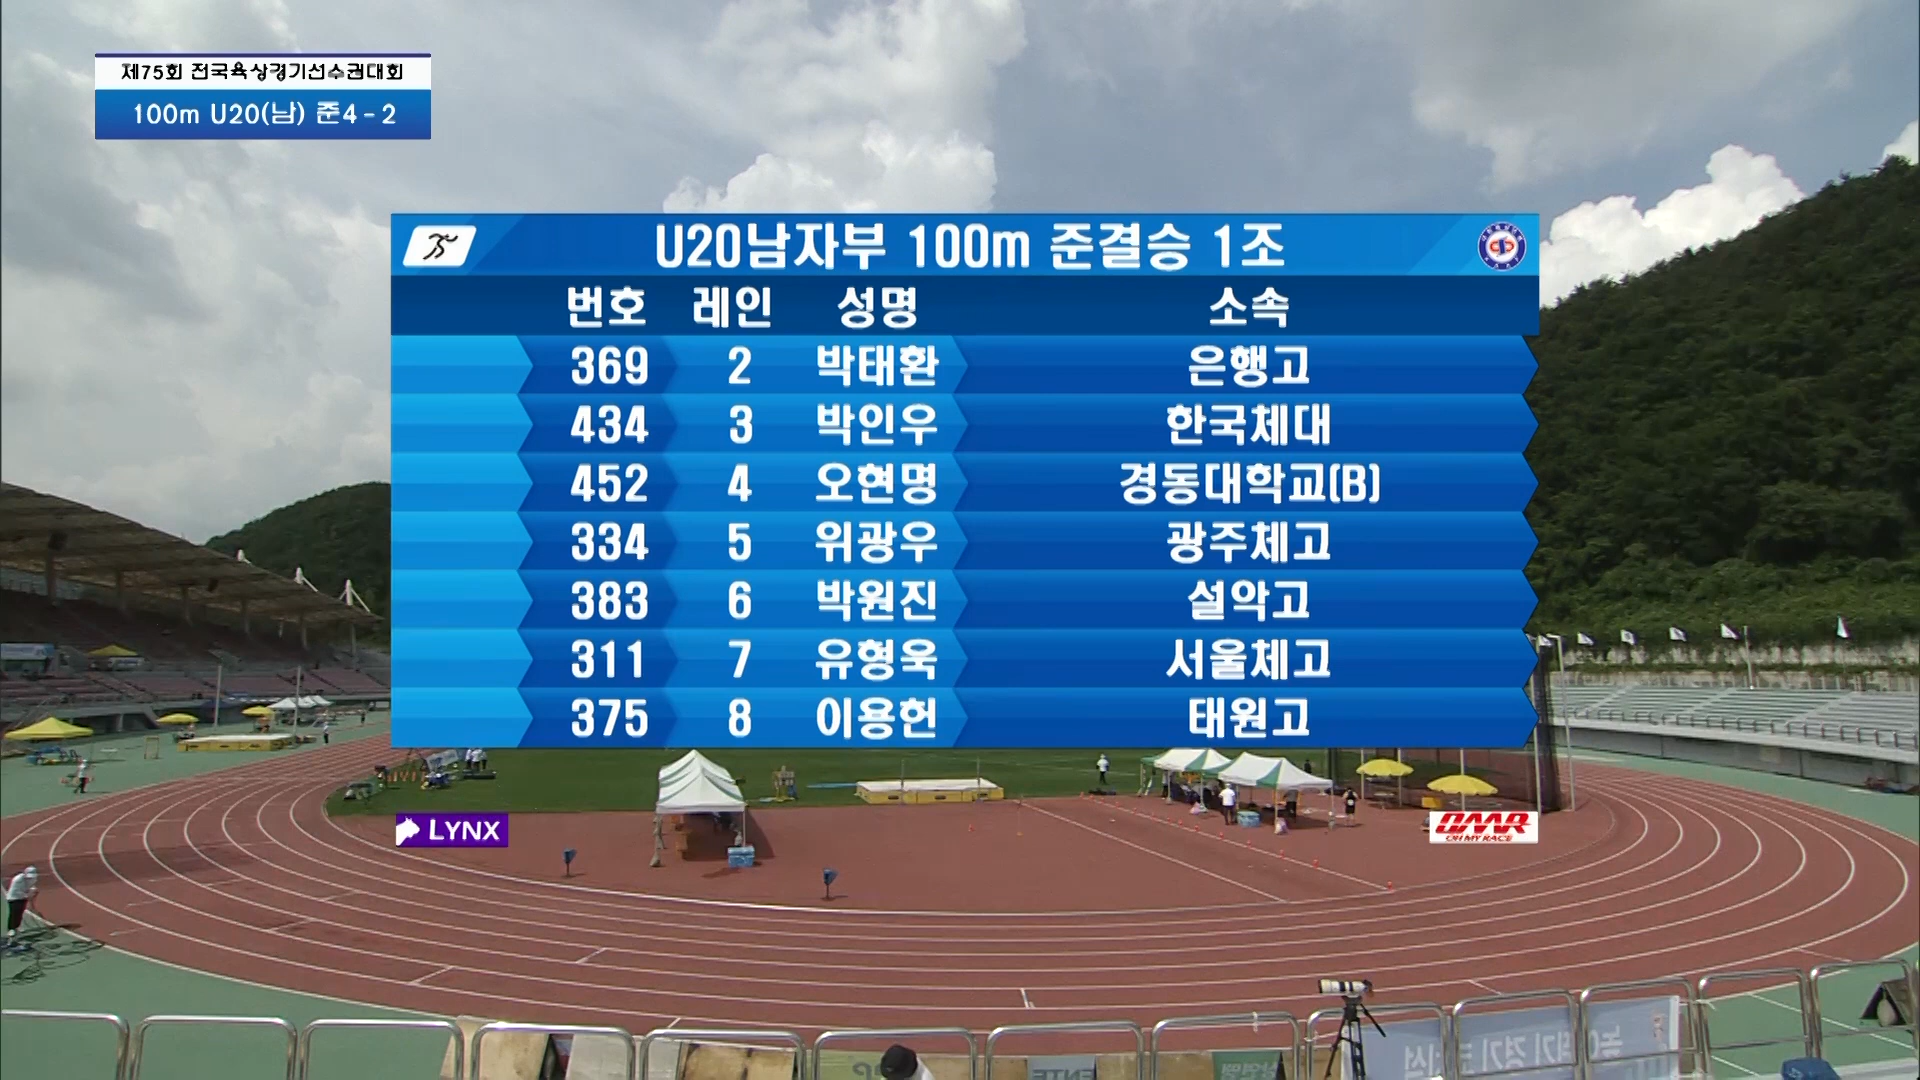 제75회 전국육상경기선수권대회
100m U20(남) 준4-2
U20남자부 100m 준결승 1조
번호 레인 성명 소속
369 2 박태환 은행고
434 3 박인우 한국체대
452 4 오현명 경동대학교(B)
334 5 위광우 광주체고
383 6 박원진 설악고
311 7 유형욱 서울체고
375 8 이용헌 태원고
LYNX
OMR
OH MY RACE